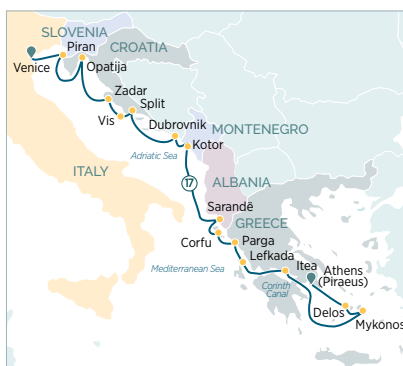 SLOVENIA
Piran
CROATIA
Venice
Opatija
Zadar
Split
Vis
Dubrovnik
MONTENEGRO
Adriatic Sea
Kotor
ITALY
17
ALBANIA
Sarandë
GREECE
Corfu
Parga
Lefkada
Mediterranean Sea
Itea
Athens
(Piraeus)
Corinth
Canal
Delos
Mykonos